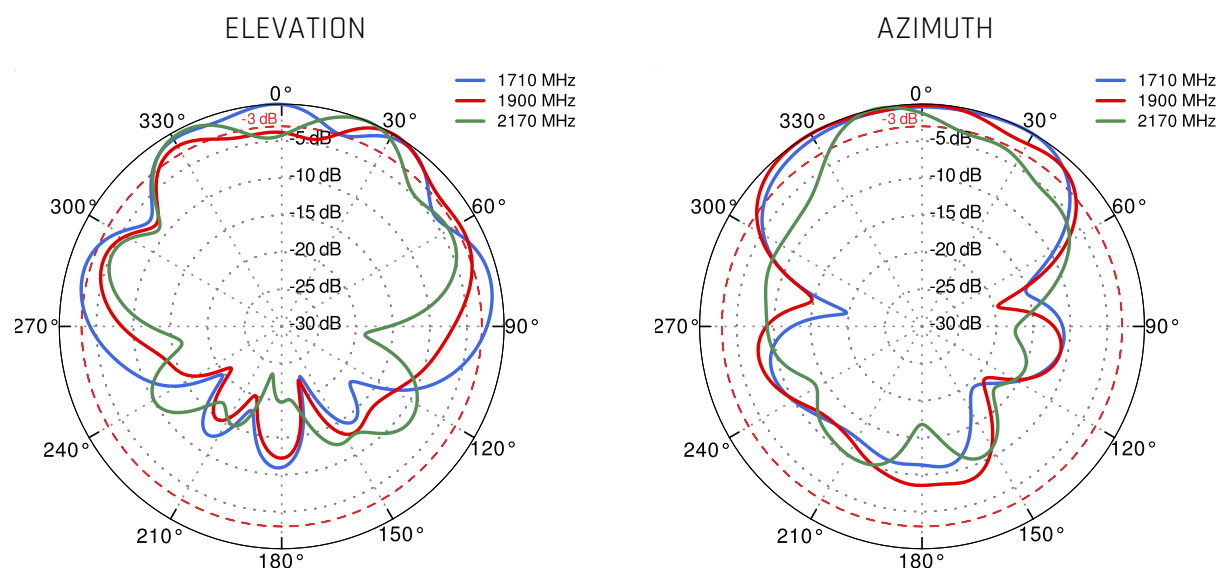 ELEVATION
1710 MHz
1900 MHz
2170 MHz
0°
330°
-3 dB
30°
-5 dB
-10 dB
300°
60°
-15 dB
-20 dB
-25 dB
270°
-30 dB
90°
240°
120°
210°
150°
180°
AZIMUTH
1710 MHz
1900 MHz
2170 MHz
0°
330°
-3 dB
30°
-5 dB
-10 dB
300°
60°
-15 dB
-20 dB
-25 dB
270°
-30 dB
90°
240°
120°
210°
150°
180°